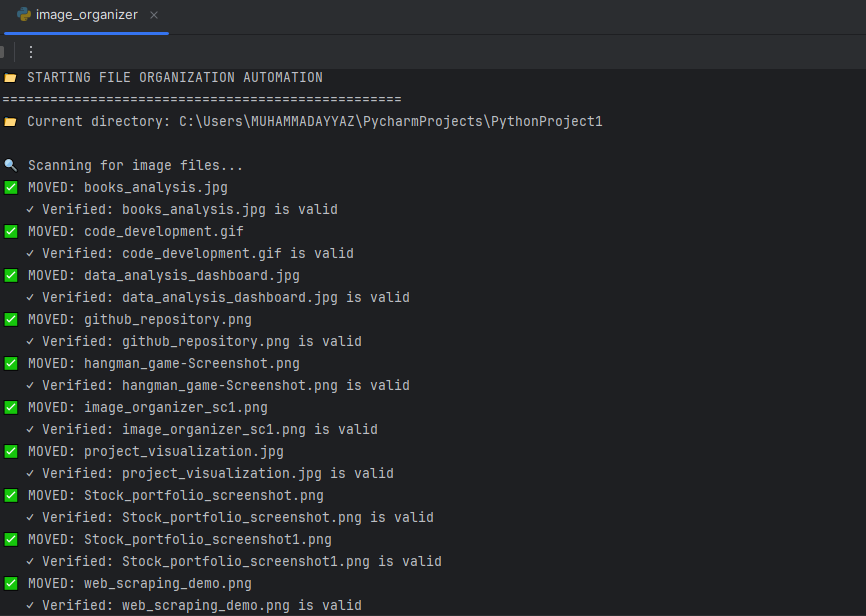 image_organizer
STARTING FILE ORGANIZATION AUTOMATION
==================================================
Current directory: C:\Users\MUHAMMADAYYAZ\PycharmProjects\PythonProject1
Scanning for image files...
MOVED: books_analysis.jpg
✓ Verified: books_analysis.jpg is valid
MOVED: code_development.gif
✓ Verified: code_development.gif is valid
MOVED: data_analysis_dashboard.jpg
✓ Verified: data_analysis_dashboard.jpg is valid
MOVED: github_repository.png
✓ Verified: github_repository.png is valid
MOVED: hangman_game-Screenshot.png
✓ Verified: hangman_game-Screenshot.png is valid
MOVED: image_organizer_sc1.png
✓ Verified: image_organizer_sc1.png is valid
MOVED: project_visualization.jpg
✓ Verified: project_visualization.jpg is valid
MOVED: Stock_portfolio_screenshot.png
✓ Verified: Stock_portfolio_screenshot.png is valid
MOVED: Stock_portfolio_screenshot1.png
✓ Verified: Stock_portfolio_screenshot1.png is valid
MOVED: web_scraping_demo.png
✓ Verified: web_scraping_demo.png is valid